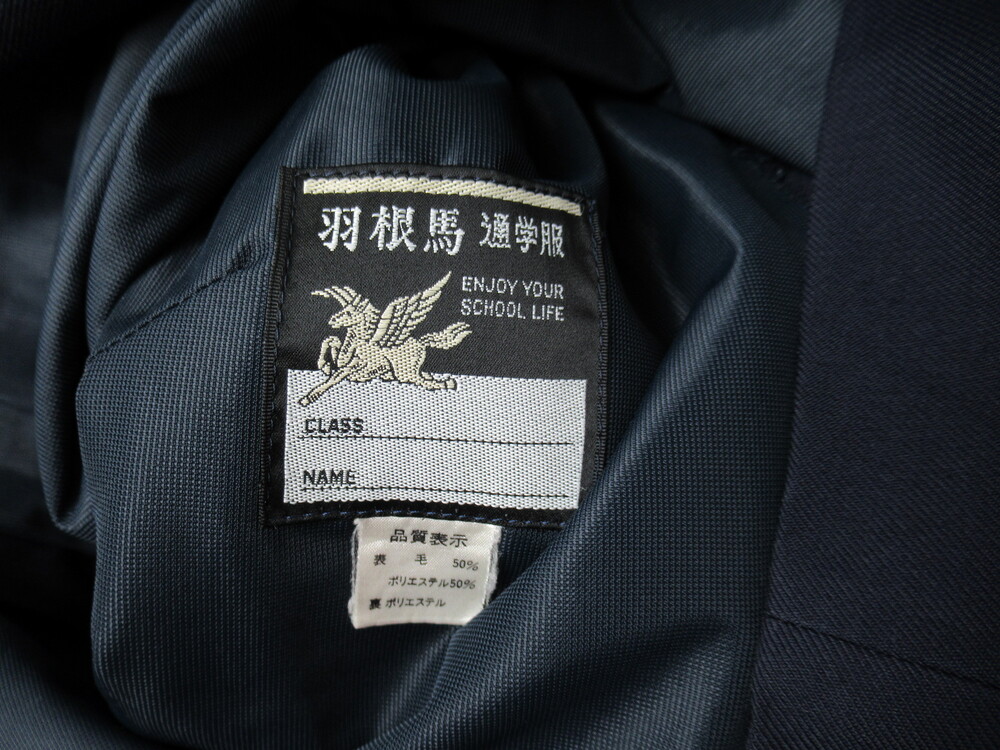 羽根馬 通学服
ENJOY YOUR
SCHOOL LIFE
CLASS
NAME
品質表示
表 毛 50%
ポリエステル50%
裏 ポリエステル